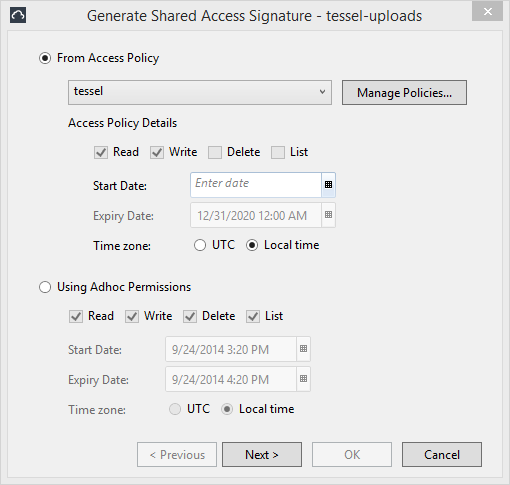 Generate Shared Access Signature - tessel-uploads
From Access Policy
tessel
Manage Policies...
Access Policy Details
Read Write Delete List
Start Date: Enter date
Expiry Date: 12/31/2020 12:00 AM
Time zone: UTC Local time
Using Adhoc Permissions
Read Write Delete List
Start Date: 9/24/2014 3:20 PM
Expiry Date: 9/24/2014 4:20 PM
Time zone: UTC Local time
< Previous Next > OK Cancel